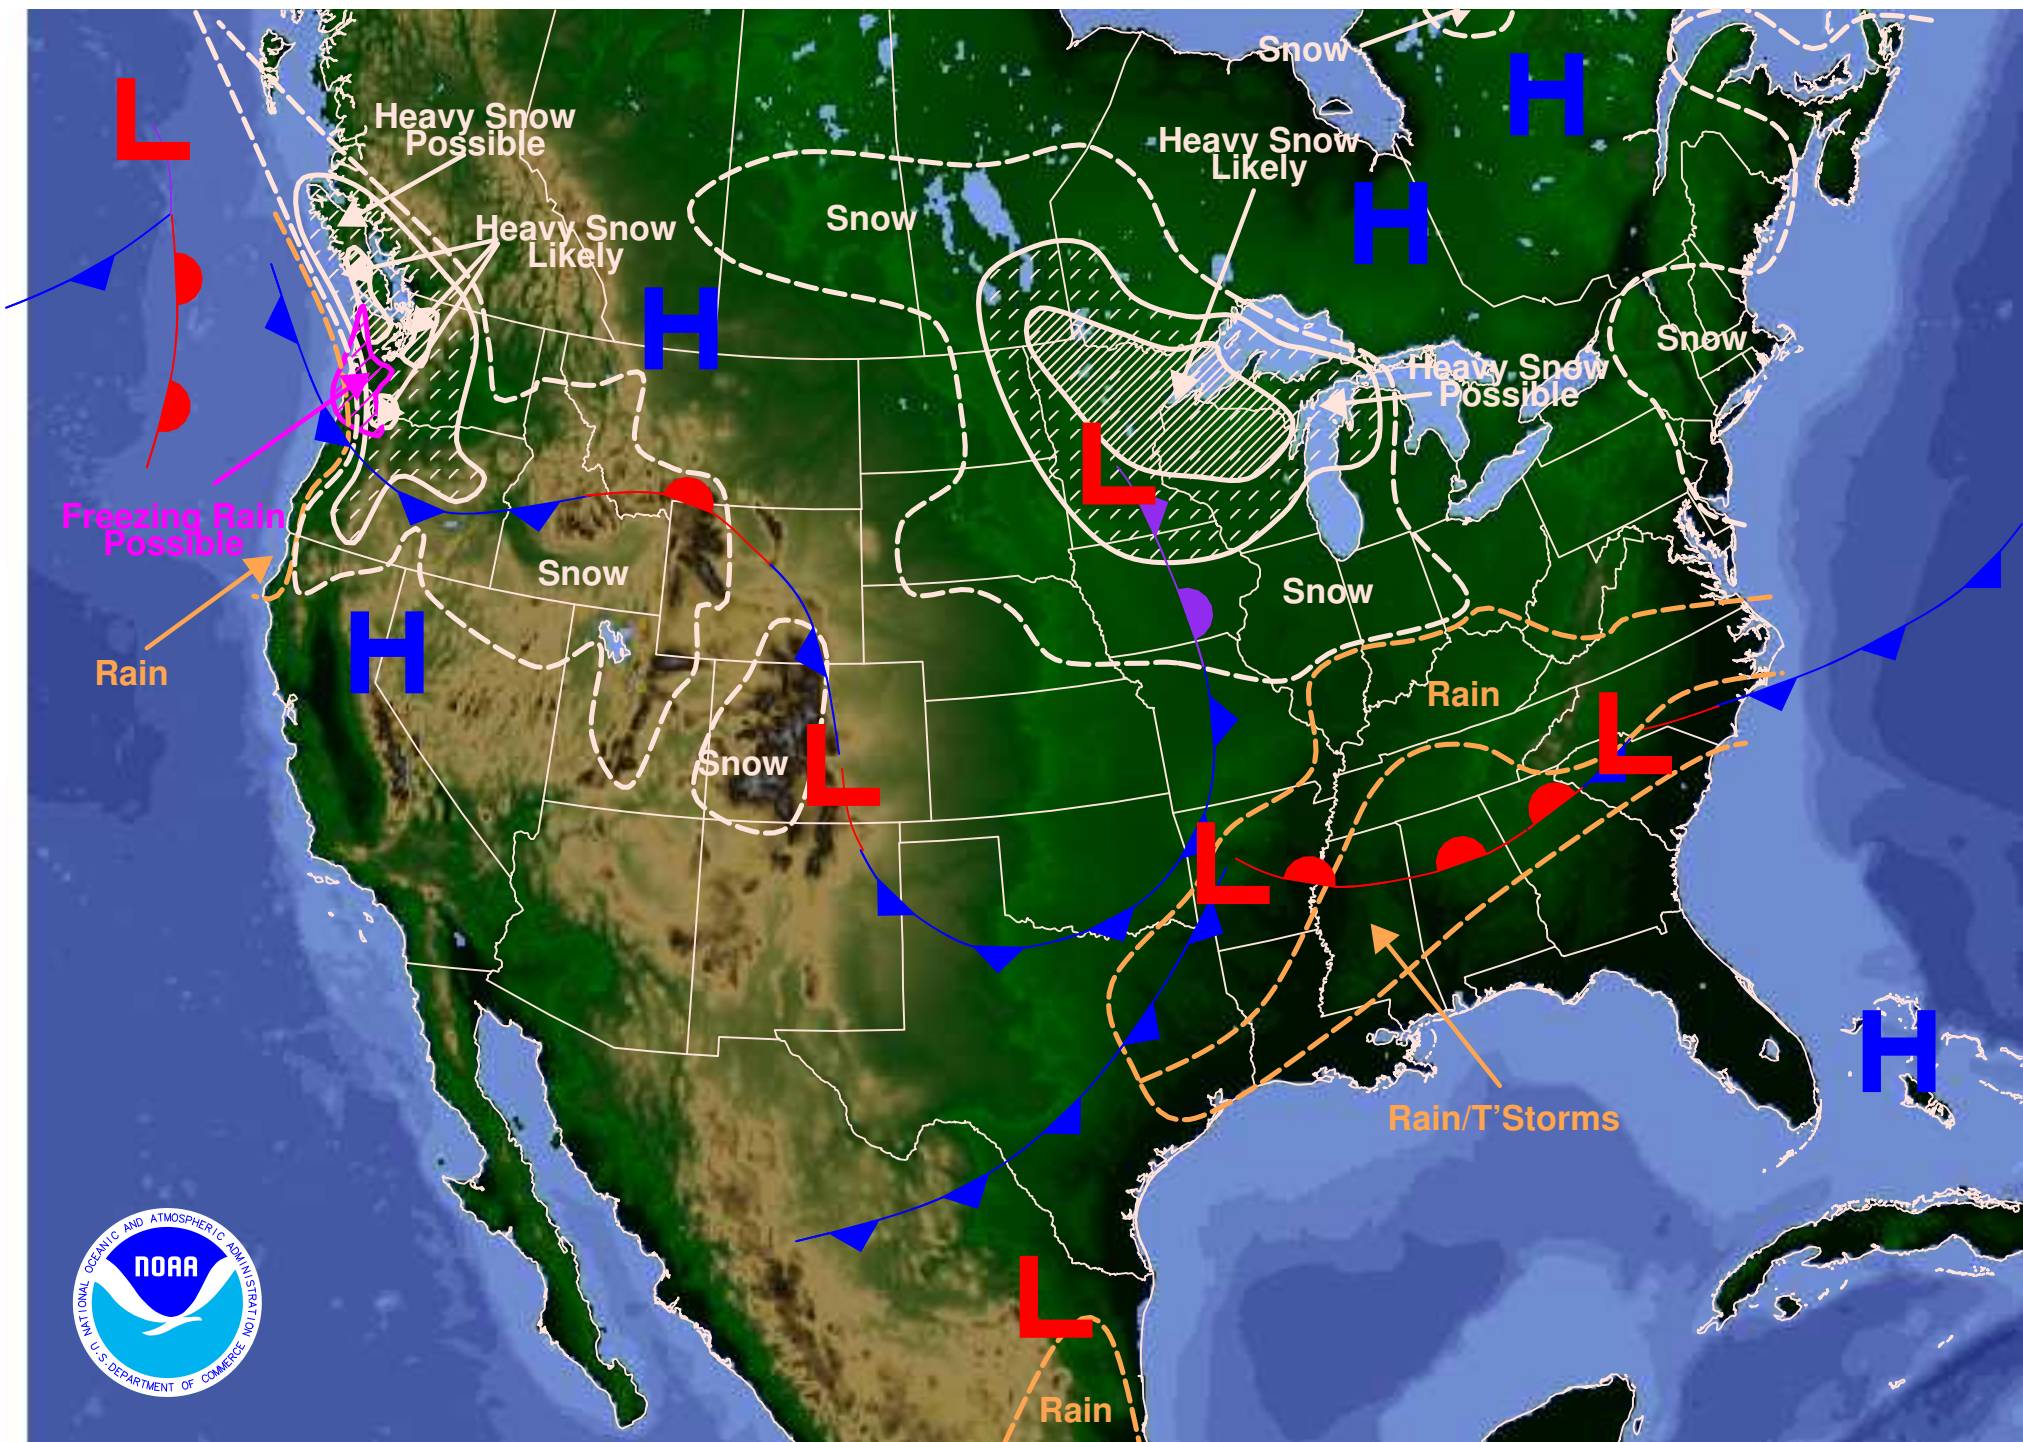 Snow
L
H
Heavy Snow
Possible
Heavy Snow
Likely
H
Snow
Heavy Snow
Likely
H
Snow
Heavy Snow
Possible
L
Freezing Rain
Possible
Snow
Snow
H
Rain
Rain
L
Snow
L
L
H
Rain/T'Storms
L
Rain
NATIONAL OCEANIC AND ATMOSPHERIC ADMINISTRATION
NOAA
U.S. DEPARTMENT OF COMMERCE